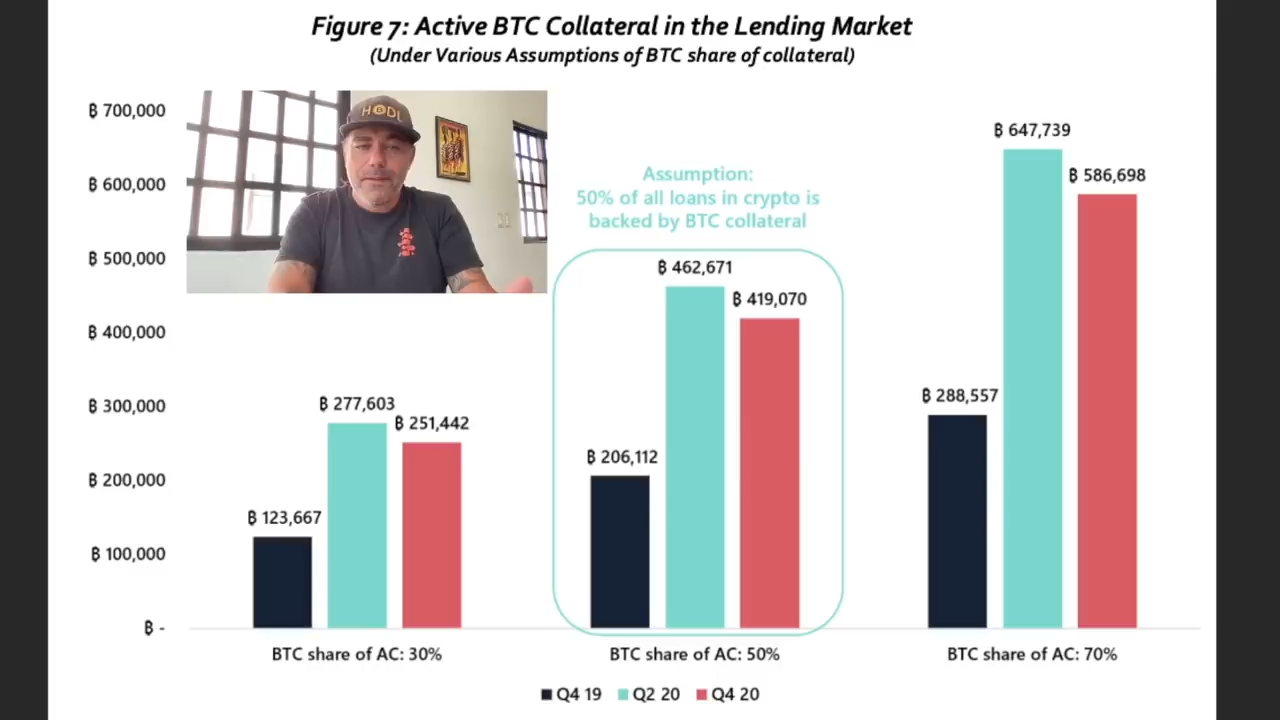 Figure 7: Active BTC Collateral in the Lending Market
(Under Various Assumptions of BTC share of collateral)
฿ 700,000
฿ 600,000
฿ 500,000
฿ 400,000
฿ 300,000
฿ 200,000
฿ 100,000
฿ -
HODL
Assumption:
50% of all loans in crypto is
backed by BTC collateral
฿ 123,667
฿ 277,603
฿ 251,442
฿ 206,112
฿ 462,671
฿ 419,070
฿ 288,557
฿ 647,739
฿ 586,698
BTC share of AC: 30%
BTC share of AC: 50%
BTC share of AC: 70%
Q4 19
Q2 20
Q4 20